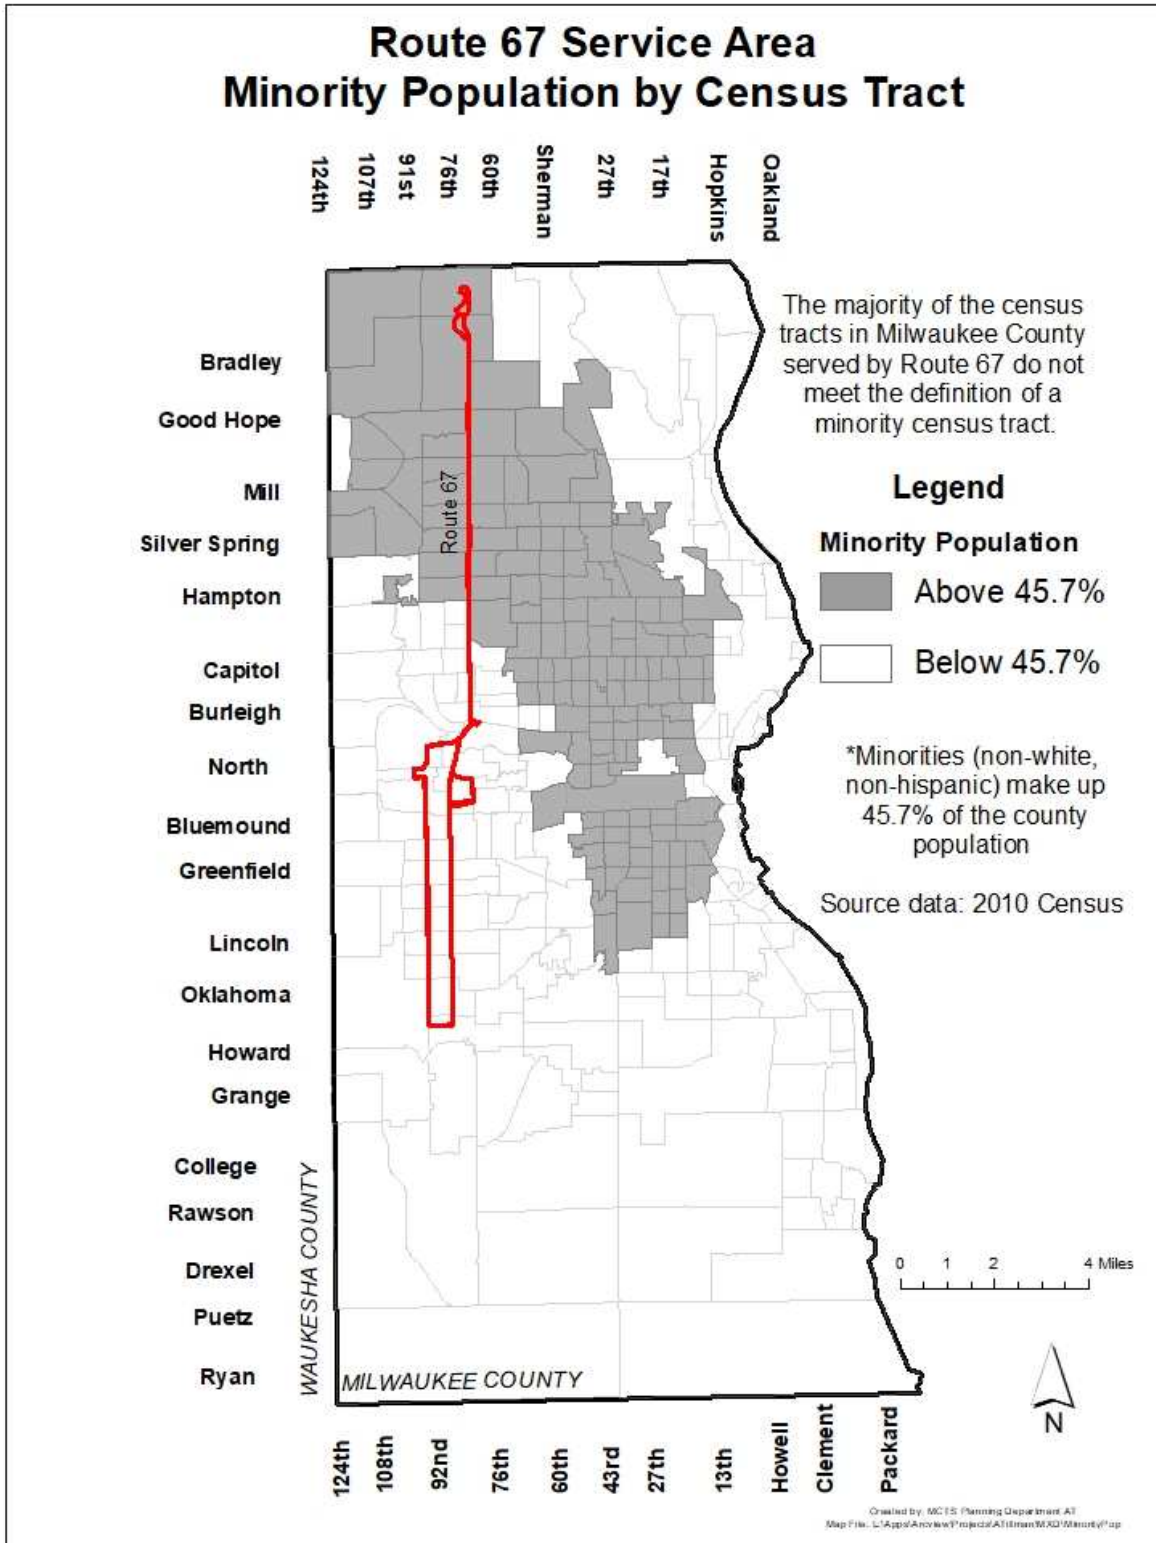 Route 67 Service Area
Minority Population by Census Tract
124th
107th
91st
76th
60th
Sherman
27th
17th
Hopkins
Oakland
The majority of the census
tracts in Milwaukee County
served by Route 67 do not
meet the definition of a
minority census tract.
Legend
Minority Population
Above 45.7%
Below 45.7%
*Minorities (non-white,
non-hispanic) make up
45.7% of the county
population
Source data: 2010 Census
Bradley
Good Hope
Mill
Silver Spring
Hampton
Capitol
Burleigh
North
Bluemound
Greenfield
Lincoln
Oklahoma
Howard
Grange
College
Rawson
Drexel
Puetz
Ryan
Route 67
WAUKESHA COUNTY
MILWAUKEE COUNTY
0 1 2 4 Miles
N
124th
108th
92nd
76th
60th
43rd
27th
13th
Howell
Clement
Packard
Created by: MCTS Planning Department AT